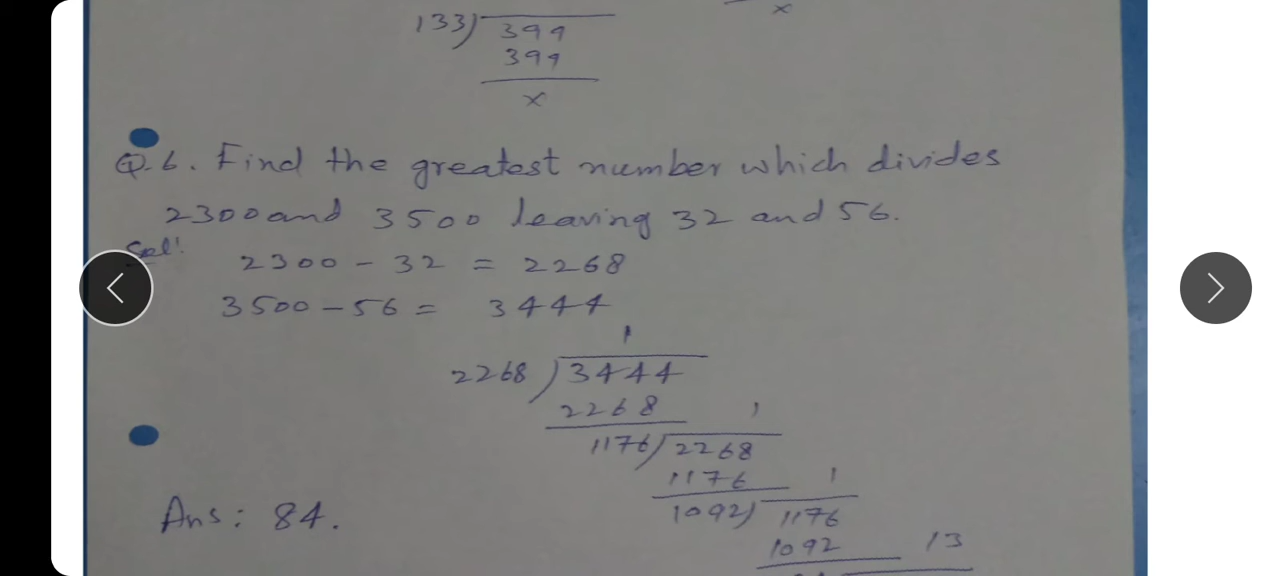 133) 399
399
x
x
Q.6. Find the greatest number which divides
2300 and 3500 leaving 32 and 56.
Sol!
2300 - 32 = 2268
3500 - 56 = 3444
1
2268 ) 3444
2268 1
1176 ) 2268
1176 1
1092 ) 1176
1092 13
Ans: 84.